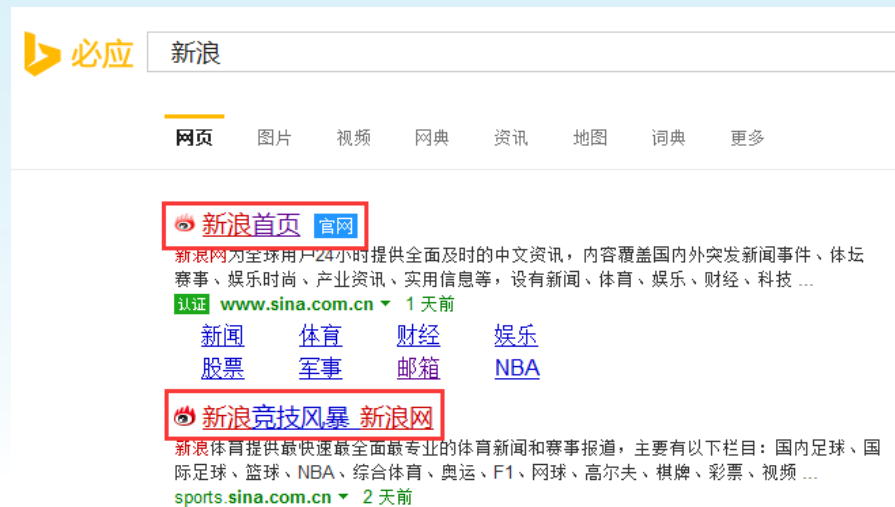 必应 新浪
网页 图片 视频 网典 资讯 地图 词典 更多
新浪首页 官网
新浪网为全球用户24小时提供全面及时的中文资讯，内容覆盖国内外突发新闻事件、体坛
赛事、娱乐时尚、产业资讯、实用信息等，设有新闻、体育、娱乐、财经、科技 ...
认证 www.sina.com.cn 1 天前
新闻 体育 财经 娱乐
股票 军事 邮箱 NBA
新浪竞技风暴_新浪网
新浪体育提供最快速最全面最专业的体育新闻和赛事报道，主要有以下栏目：国内足球、国
际足球、篮球、NBA、综合体育、奥运、F1、网球、高尔夫、棋牌、彩票、视频 ...
sports.sina.com.cn 2 天前